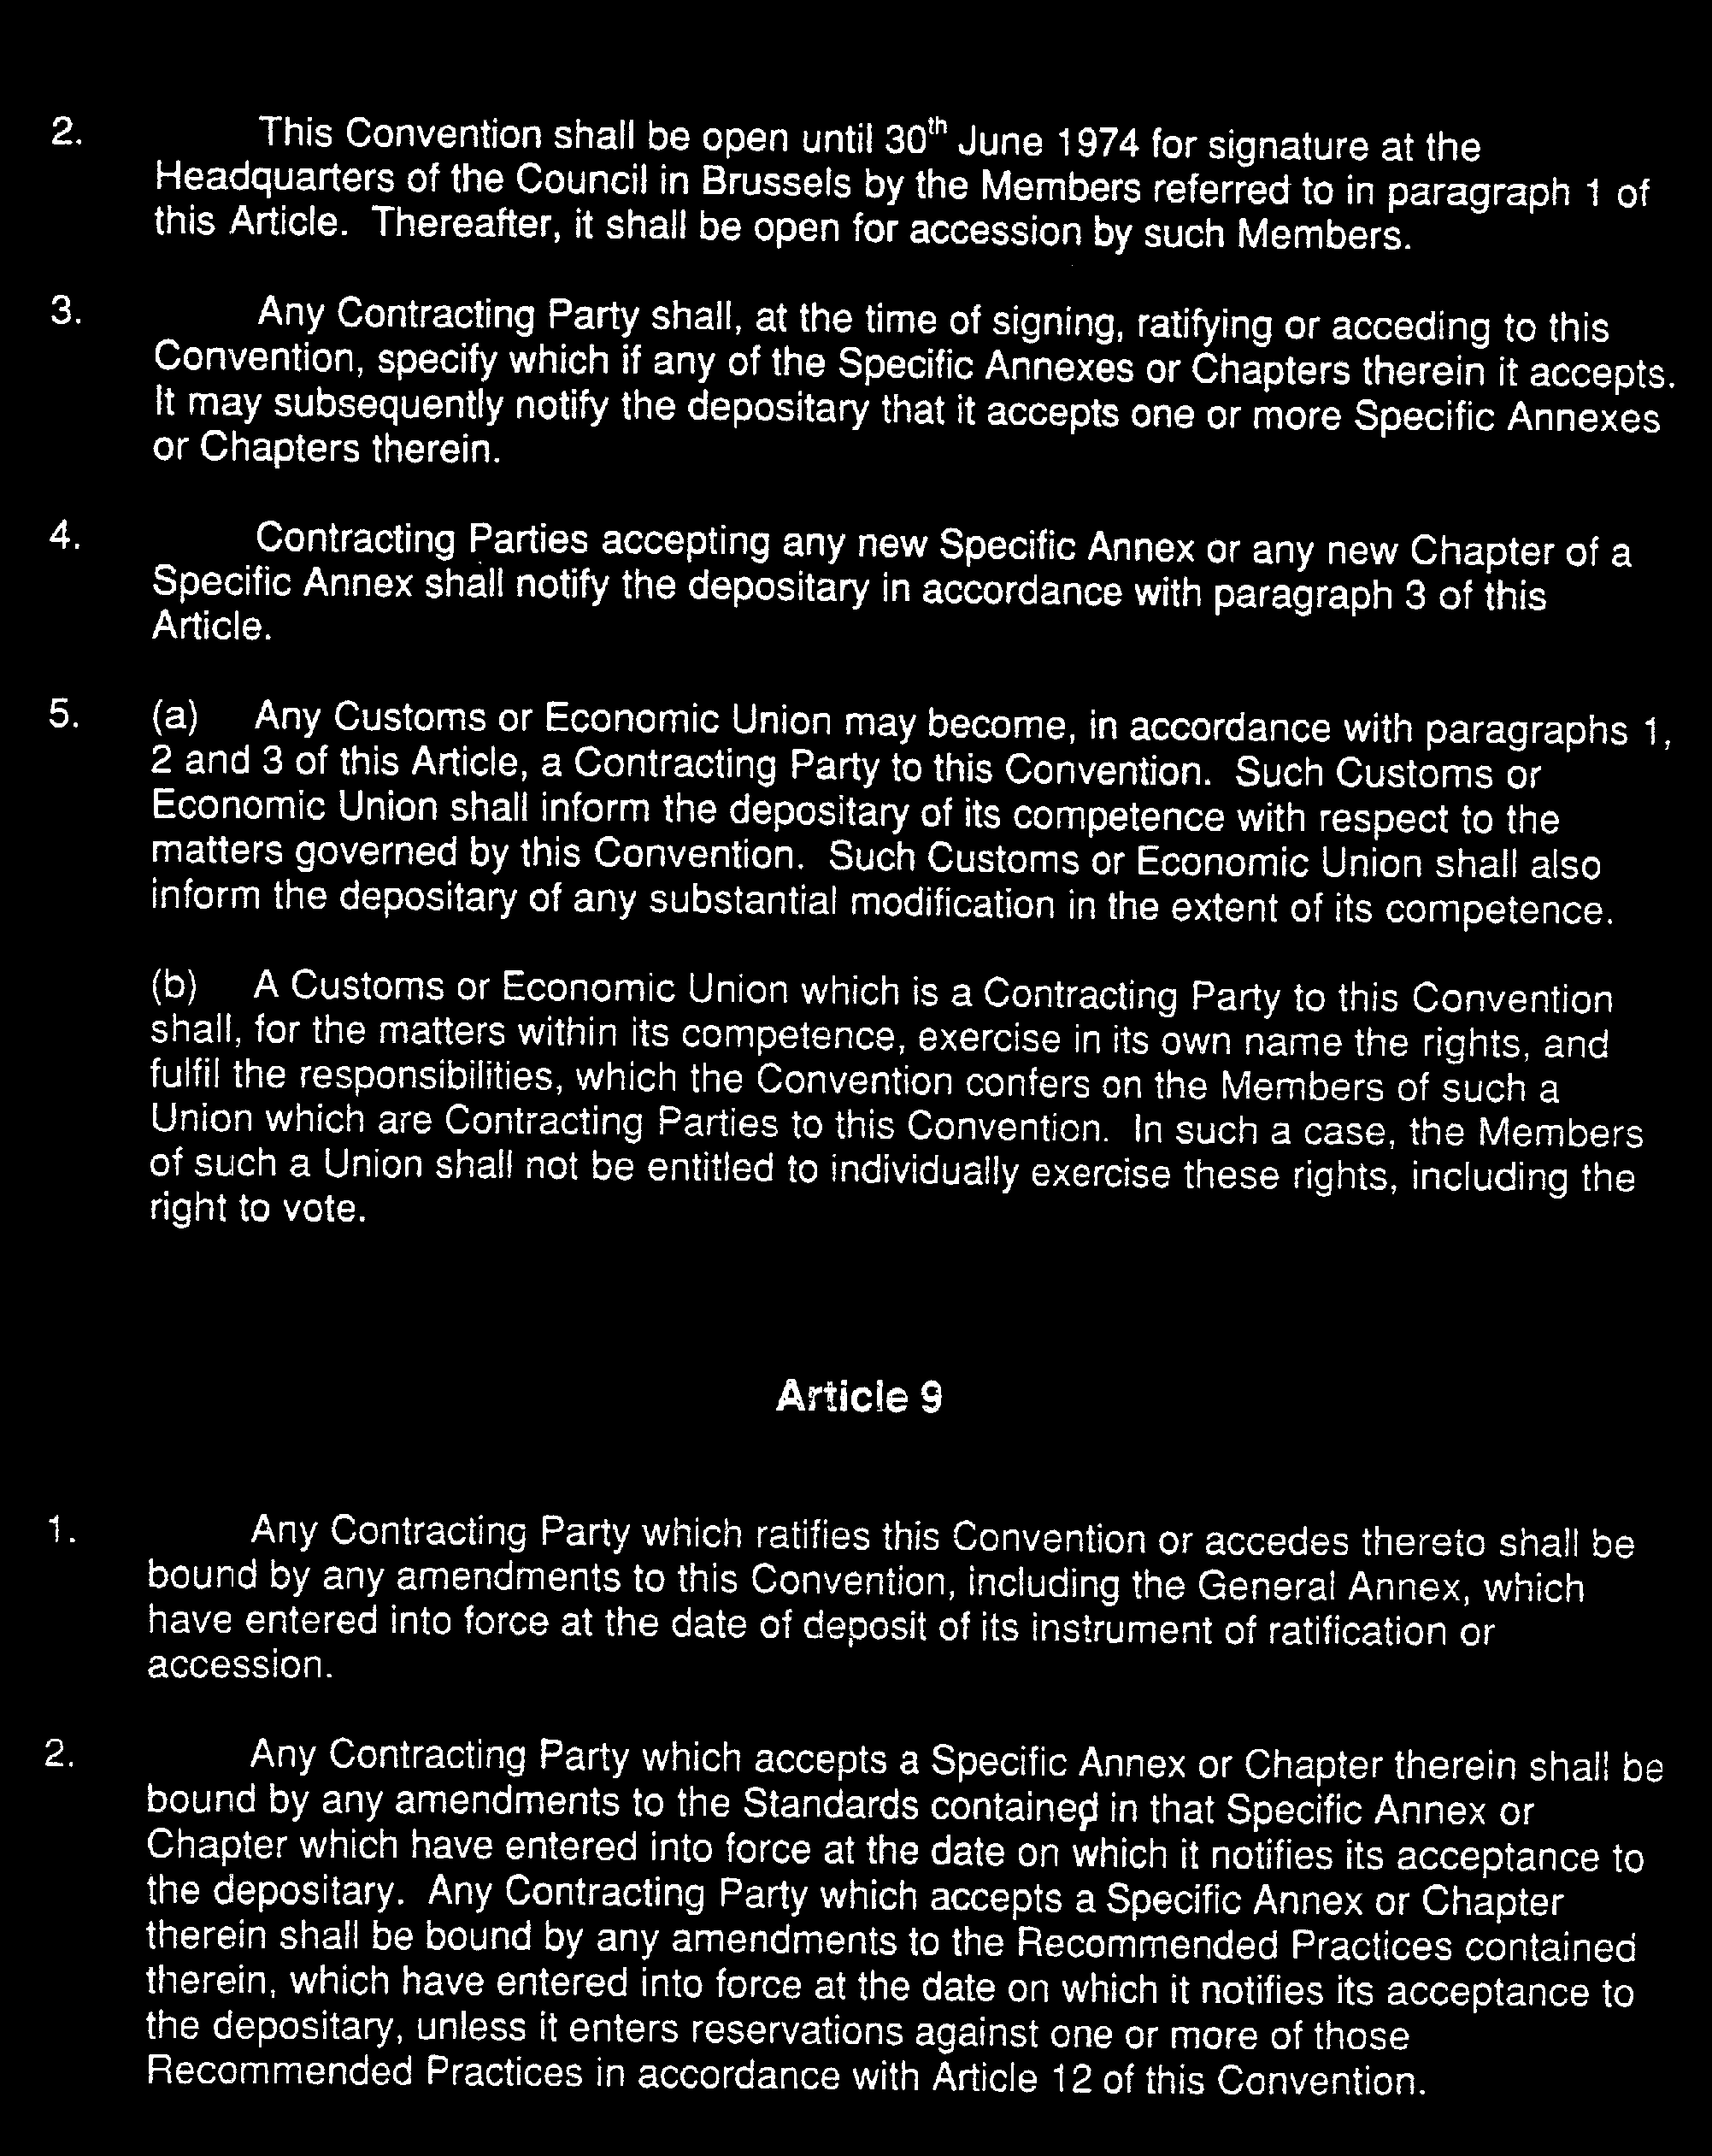 2. This Convention shall be open until 30th June 1974 for signature at the
Headquarters of the Council in Brussels by the Members referred to in paragraph 1 of
this Article. Thereafter, it shall be open for accession by such Members.
3. Any Contracting Party shall, at the time of signing, ratifying or acceding to this
Convention, specify which if any of the Specific Annexes or Chapters therein it accepts.
It may subsequently notify the depositary that it accepts one or more Specific Annexes
or Chapters therein.
4. Contracting Parties accepting any new Specific Annex or any new Chapter of a
Specific Annex shall notify the depositary in accordance with paragraph 3 of this
Article.
5. (a) Any Customs or Economic Union may become, in accordance with paragraphs 1,
2 and 3 of this Article, a Contracting Party to this Convention. Such Customs or
Economic Union shall inform the depositary of its competence with respect to the
matters governed by this Convention. Such Customs or Economic Union shall also
inform the depositary of any substantial modification in the extent of its competence.
(b) A Customs or Economic Union which is a Contracting Party to this Convention
shall, for the matters within its competence, exercise in its own name the rights, and
fulfil the responsibilities, which the Convention confers on the Members of such a
Union which are Contracting Parties to this Convention. In such a case, the Members
of such a Union shall not be entitled to individually exercise these rights, including the
right to vote.
Article 9
1. Any Contracting Party which ratifies this Convention or accedes thereto shall be
bound by any amendments to this Convention, including the General Annex, which
have entered into force at the date of deposit of its instrument of ratification or
accession.
2. Any Contracting Party which accepts a Specific Annex or Chapter therein shall be
bound by any amendments to the Standards contained in that Specific Annex or
Chapter which have entered into force at the date on which it notifies its acceptance to
the depositary. Any Contracting Party which accepts a Specific Annex or Chapter
therein shall be bound by any amendments to the Recommended Practices contained
therein, which have entered into force at the date on which it notifies its acceptance to
the depositary, unless it enters reservations against one or more of those
Recommended Practices in accordance with Article 12 of this Convention.